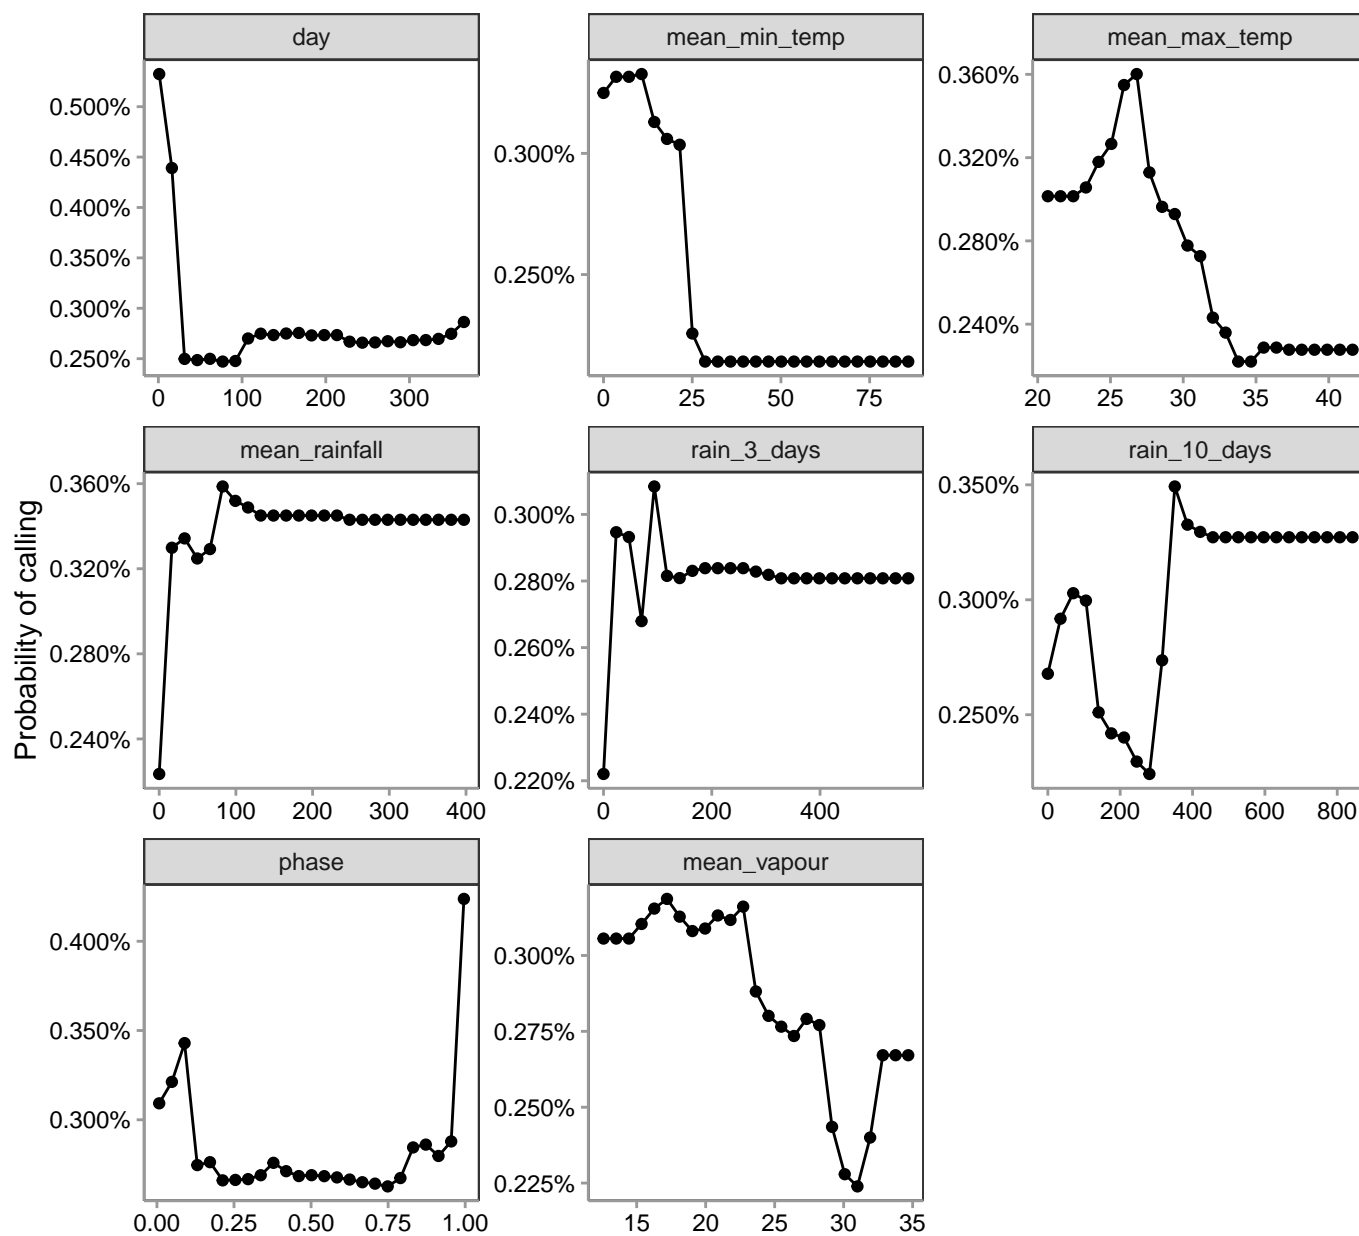 day
0.500%
0.450%
0.400%
0.350%
0.300%
0.250%
0 100 200 300
mean_min_temp
0.300%
0.250%
0 25 50 75
mean_max_temp
0.360%
0.320%
0.280%
0.240%
20 25 30 35 40
Probability of calling
mean_rainfall
0.360%
0.320%
0.280%
0.240%
0 100 200 300 400
rain_3_days
0.300%
0.280%
0.260%
0.240%
0.220%
0 200 400
rain_10_days
0.350%
0.300%
0.250%
0 200 400 600 800
phase
0.400%
0.350%
0.300%
0.00 0.25 0.50 0.75 1.00
mean_vapour
0.300%
0.275%
0.250%
0.225%
15 20 25 30 35